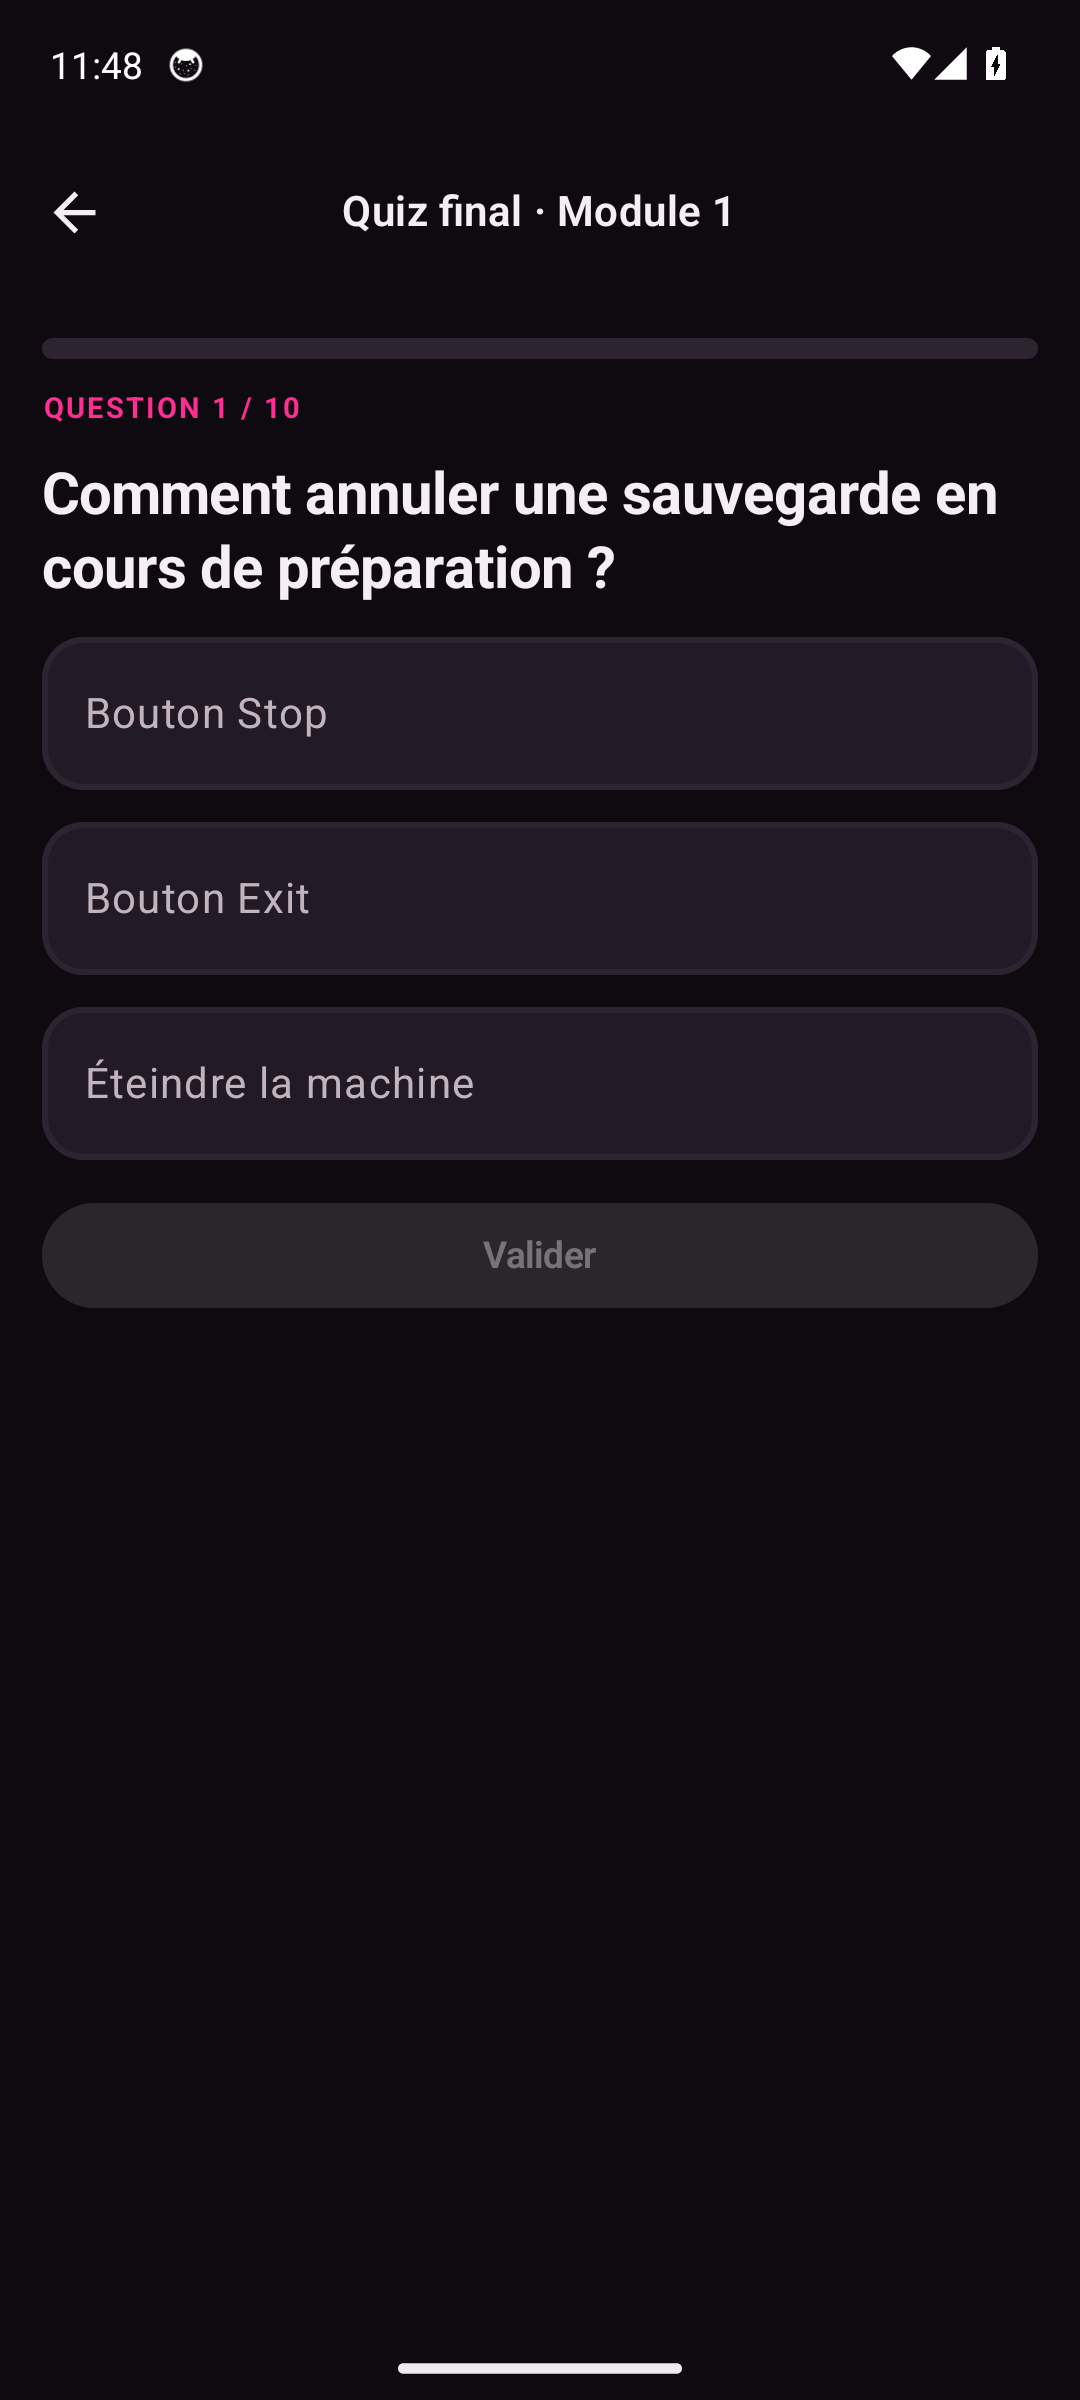 11:48
Quiz final · Module 1
QUESTION 1 / 10
Comment annuler une sauvegarde en
cours de préparation ?
Bouton Stop
Bouton Exit
Éteindre la machine
Valider